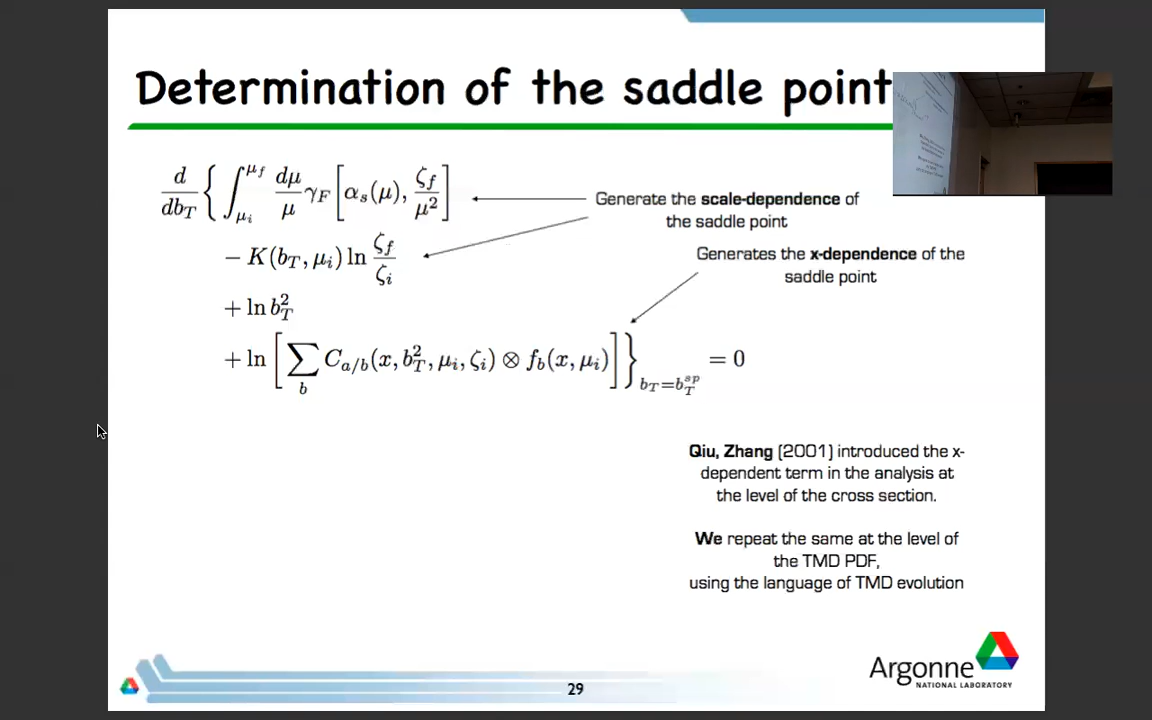 Determination of the saddle point
d/db_T { ∫_{μ_i}^{μ_f} dμ/μ γ_F [ α_s(μ), ζ_f/μ² ]
− K(b_T, μ_i) ln ζ_f/ζ_i
+ ln b_T²
+ ln [ ∑_b C_{a/b}(x, b_T², μ_i, ζ_i) ⊗ f_b(x, μ_i) ] }_{b_T=b_T^{sp}} = 0
Generate the scale-dependence of
the saddle point
Generates the x-dependence of the
saddle point
Qiu, Zhang (2001) introduced the x-
dependent term in the analysis at
the level of the cross section.
We repeat the same at the level of
the TMD PDF,
using the language of TMD evolution
29
Argonne
NATIONAL LABORATORY